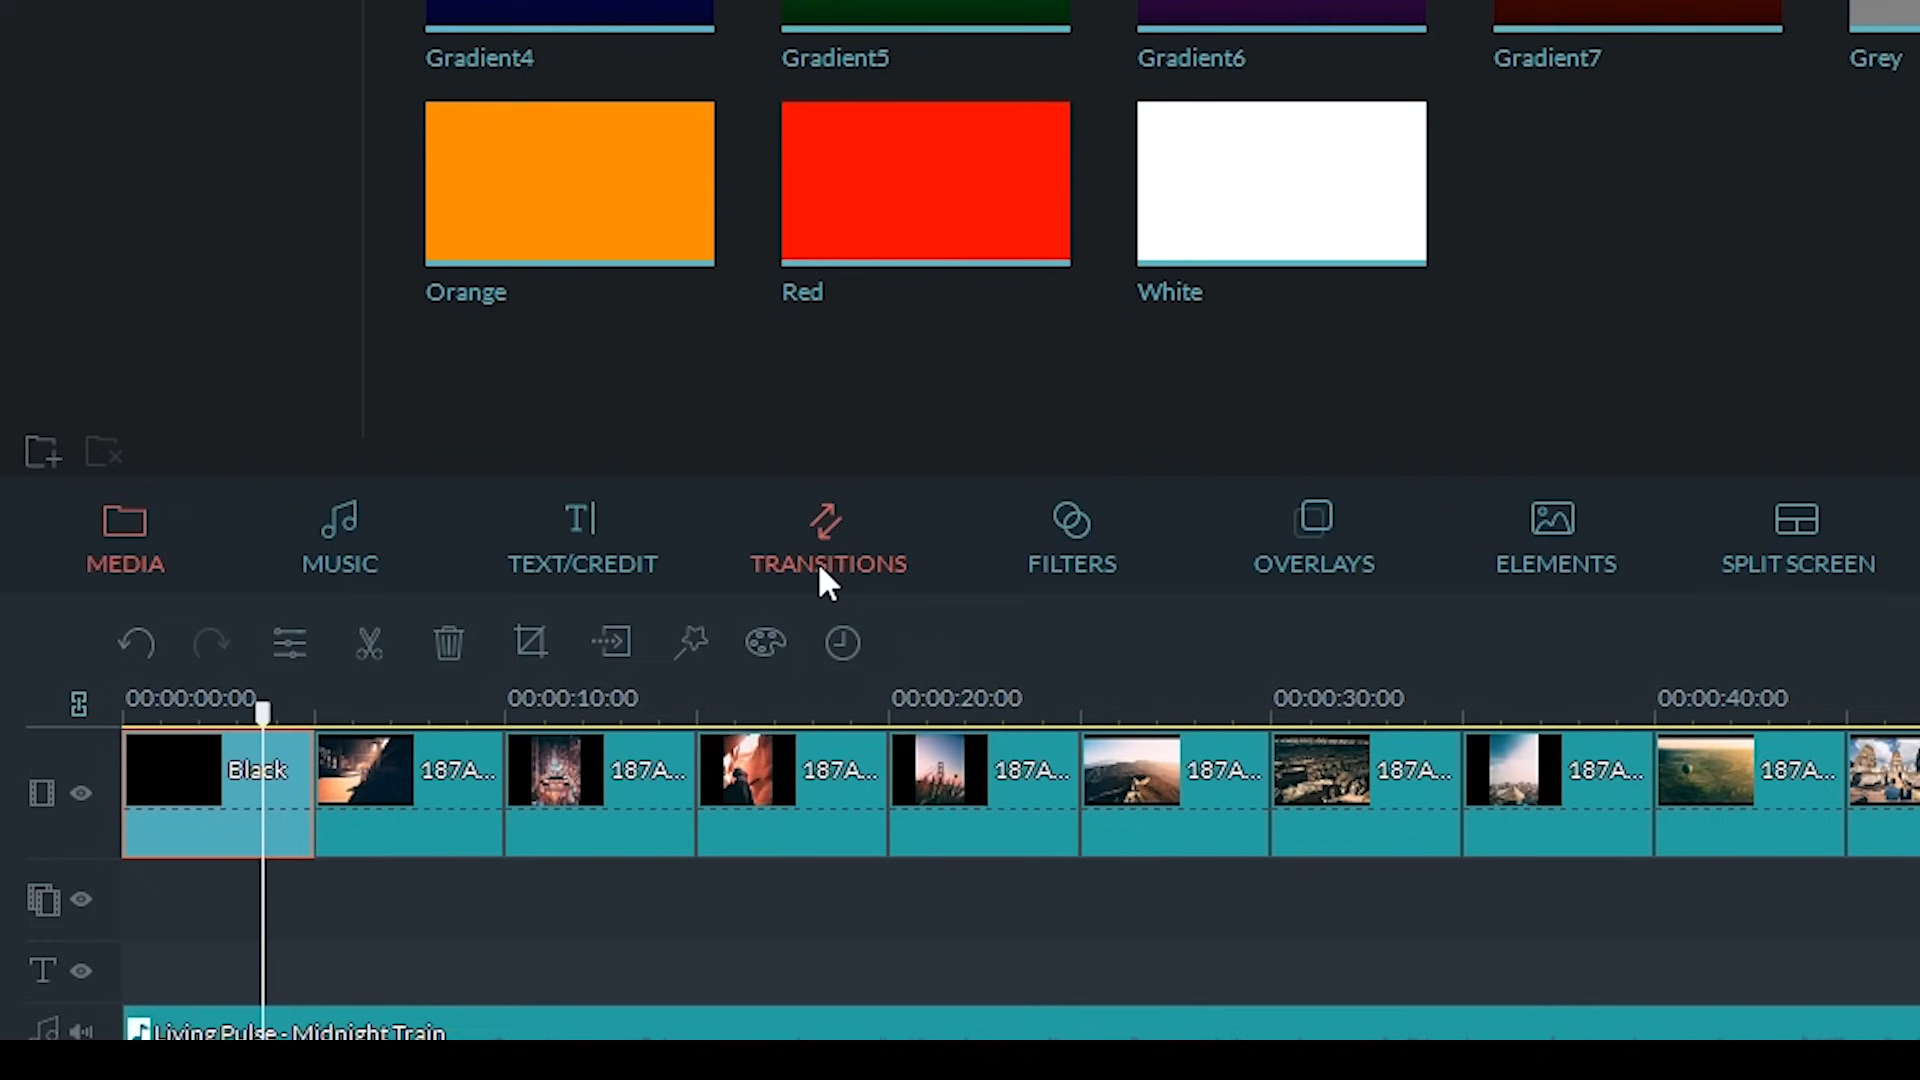 Gradient4 Gradient5 Gradient6 Gradient7 Grey
Orange Red White
MEDIA MUSIC TEXT/CREDIT TRANSITIONS FILTERS OVERLAYS ELEMENTS SPLIT SCREEN
00:00:00:00 00:00:10:00 00:00:20:00 00:00:30:00 00:00:40:00
Black 187A... 187A... 187A... 187A... 187A... 187A... 187A... 187A...
T
Living Pulse - Midnight Train